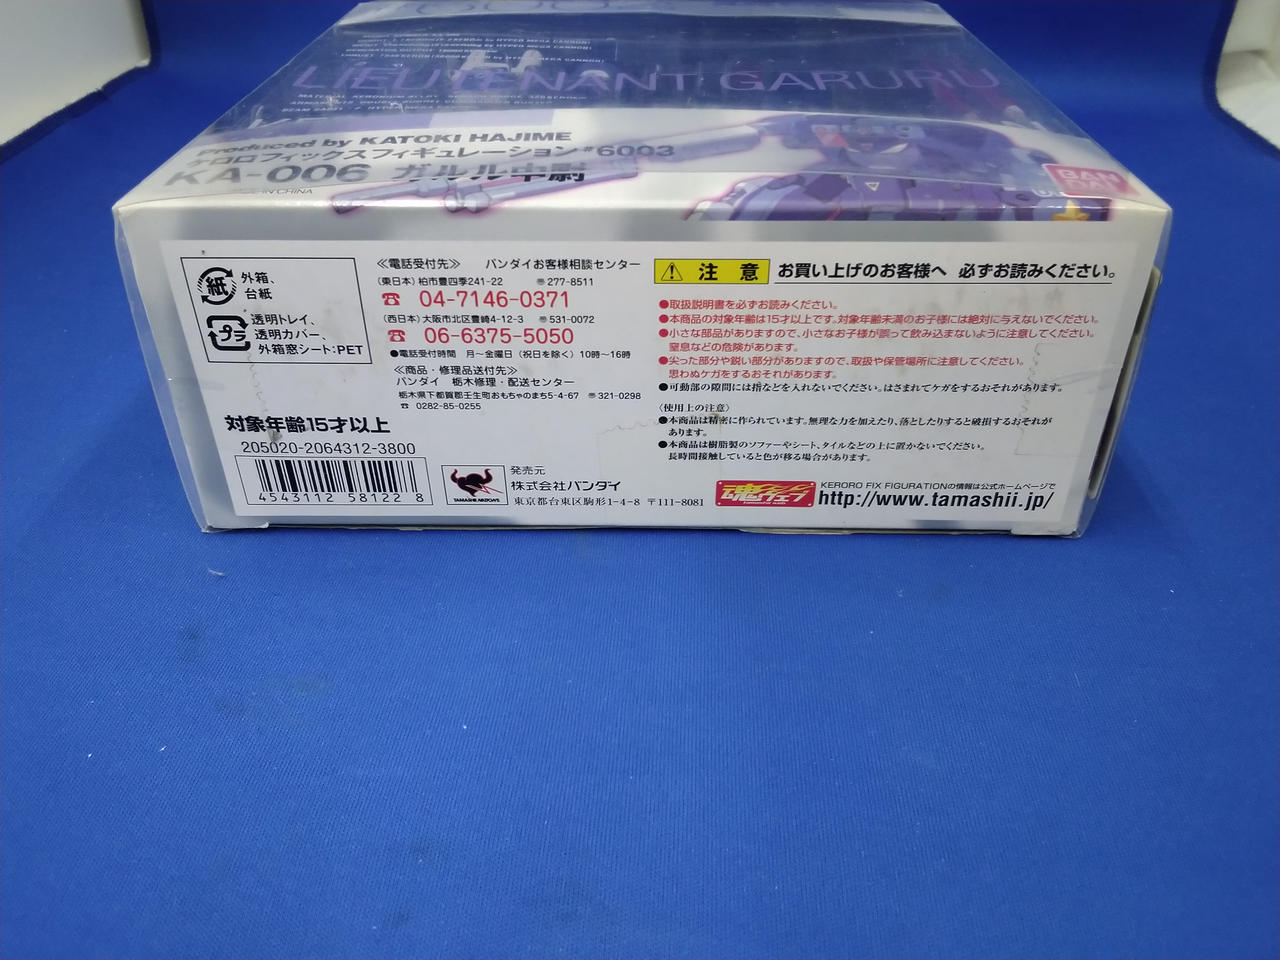 LIEUTENANT GARURU
Produced by KATOKI HAJIME
ケロロフィックスフィギュレーション #6003
KA-006 ガルル中尉
BAN
DAI
紙
外箱、
台紙
プラ
透明トレイ、
透明カバー、
外箱窓シート:PET
対象年齢15才以上
205020-2064312-3800
4543112 58122 8
≪電話受付先≫ バンダイお客様相談センター
(東日本) 柏市豊四季241-22 〠277-8511
☎ 04-7146-0371
(西日本) 大阪市北区豊崎4-12-3 〠531-0072
☎ 06-6375-5050
●電話受付時間 月~金曜日(祝日を除く)10時~16時
≪商品・修理品送付先≫
バンダイ 栃木修理・配送センター
栃木県下都賀郡壬生町おもちゃのまち5-4-67 〠321-0298
☎ 0282-85-0255
TAMASHII NATIONS
発売元
株式会社バンダイ
東京都台東区駒形1-4-8 〒111-8081
注 意 お買い上げのお客様へ 必ずお読みください。
●取扱説明書を必ずお読みください。
●本商品の対象年齢は15才以上です。対象年齢未満のお子様には絶対に与えないでください。
●小さな部品がありますので、小さなお子様が誤って飲み込まないように注意してください。
窒息などの危険があります。
●尖った部分や鋭い部分がありますので、取扱や保管場所に注意してください。
思わぬケガをするおそれがあります。
●可動部の隙間には指などを入れないでください。はさまれてケガをするおそれがあります。
〈使用上の注意〉
●本商品は精密に作られています。無理な力を加えたり、落としたりすると破損するおそれが
あります。
●本商品は樹脂製のソファーやシート、タイルなどの上に置かないでください。
長時間接触していると色が移る場合があります。
魂ウェブ
KERORO FIX FIGURATIONの情報は公式ホームページで
http://www.tamashii.jp/